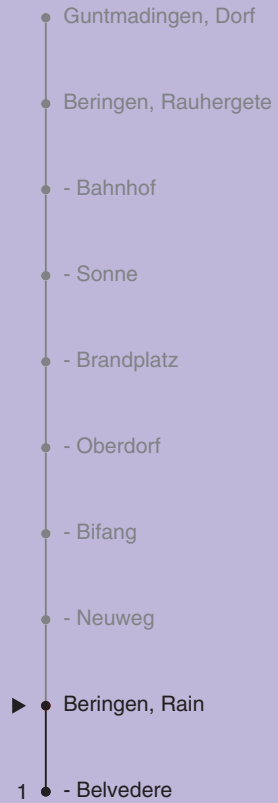 Guntmadingen, Dorf
Beringen, Rauhergete
- Bahnhof
- Sonne
- Brandplatz
- Oberdorf
- Bifang
- Neuweg
Beringen, Rain
1 - Belvedere